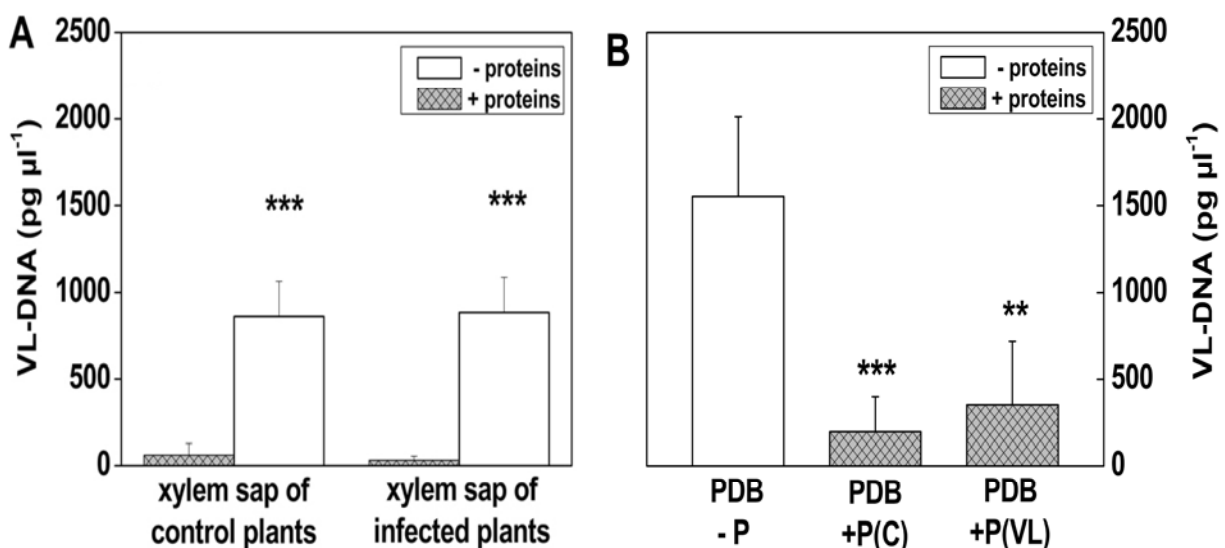 A
2500
2000
1500
1000
500
0
VL-DNA (pg µl⁻¹)
- proteins
+ proteins
***
***
xylem sap of
control plants
xylem sap of
infected plants
B
- proteins
+ proteins
***
**
PDB
- P
PDB
+P(C)
PDB
+P(VL)
2500
2000
1500
1000
500
0
VL-DNA (pg µl⁻¹)